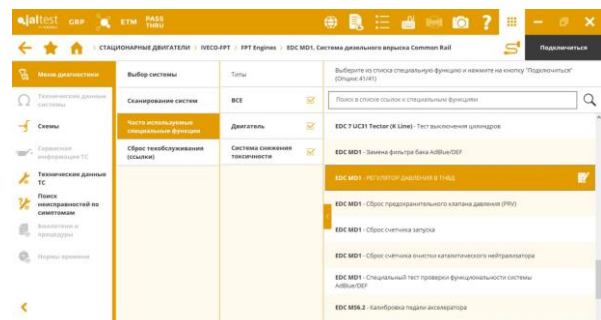 jaltest GRP ETM PASS THRU
СТАЦИОНАРНЫЕ ДВИГАТЕЛИ IVECO-FPT FPT Engines EDC MD1, Система дизельного впрыска Common Rail
Подключиться
Меню диагностики
Технические данные системы
Схемы
Сервисная информация ТС
Технические данные ТС
Поиск неисправностей по симптомам
Бюллетени и процедуры
Нормы времени
Выбор системы
Сканирование систем
Часто используемые специальные функции
Сброс техобслуживания (ссылки)
Типы
ВСЕ
Двигатель
Система снижения токсичности
Выберите из списка специальную функцию и нажмите на кнопку "Подключиться"
(Опции: 41/41)
Поиск в списке ссылок к специальным функциям
EDC 7 UC31 Tector (K Line) - Тест выключения цилиндров
EDC MD1 - Замена фильтра бака AdBlue/DEF
EDC MD1 - РЕГУЛЯТОР ДАВЛЕНИЯ В ТНВД
EDC MD1 - Сброс предохранительного клапана давления (PRV)
EDC MD1 - Сброс счетчика запуска
EDC MD1 - Сброс счётчика очистки каталитического нейтрализатора
EDC MD1 - Специальный тест проверки функциональности системы
AdBlue/DEF
EDC MS6.2 - Калибровка педали акселератора